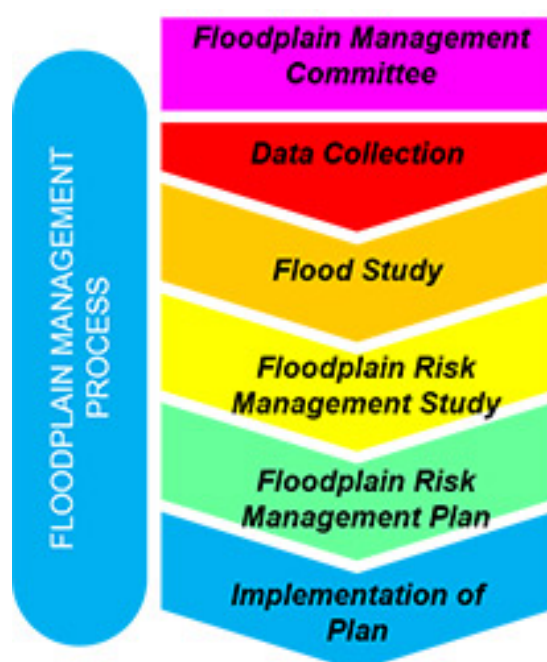 FLOODPLAIN MANAGEMENT
PROCESS
Floodplain Management
Committee
Data Collection
Flood Study
Floodplain Risk
Management Study
Floodplain Risk
Management Plan
Implementation of
Plan